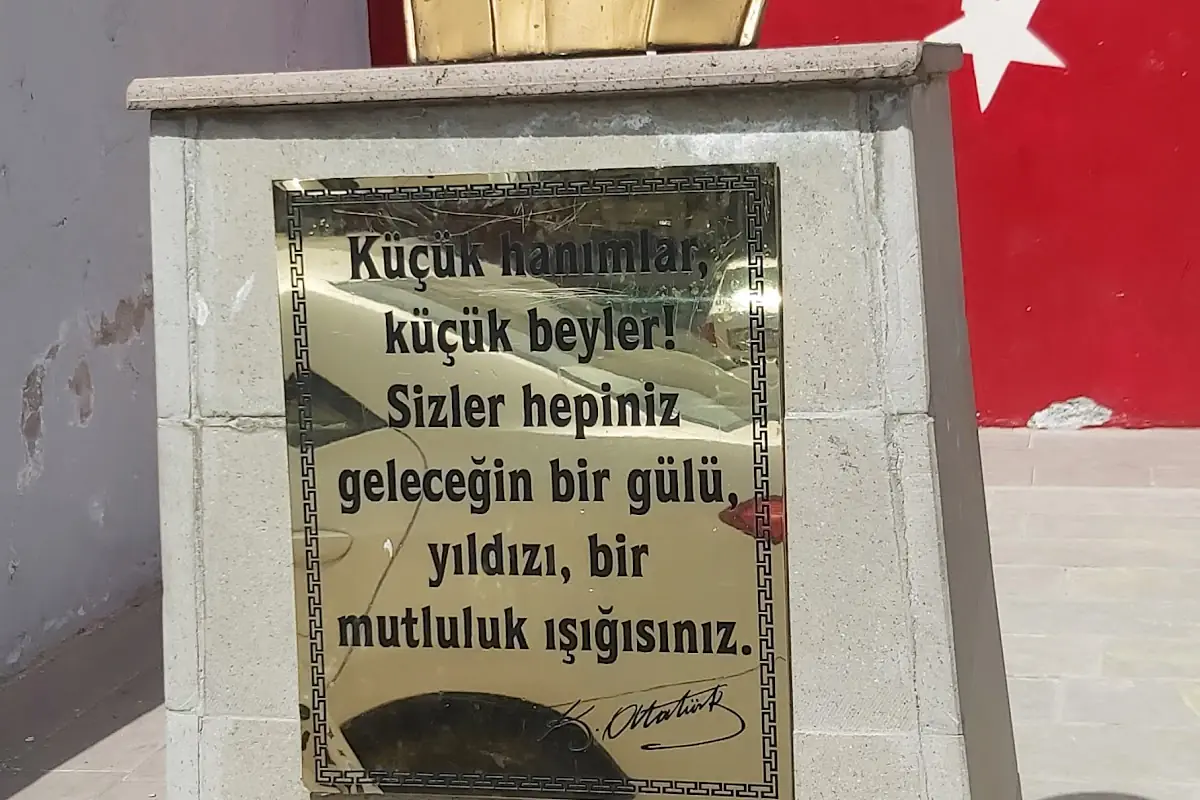 Küçük hanımlar,
küçük beyler!
Sizler hepiniz
geleceğin bir gülü,
yıldızı, bir
mutluluk ışığısınız.
K. Atatürk